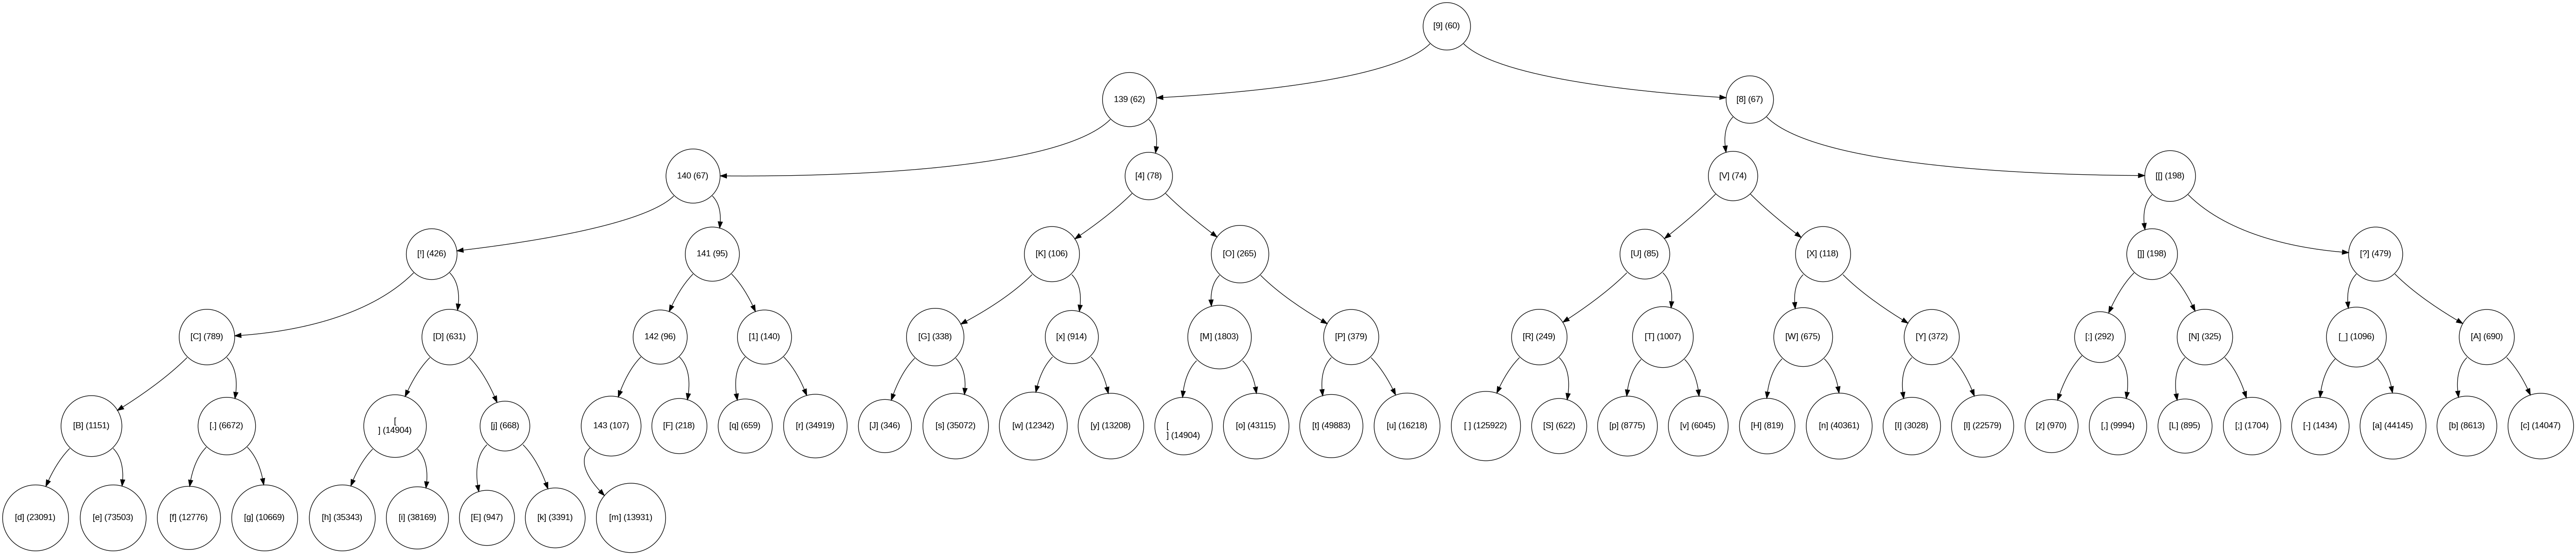 [9] (60)
139 (62)
[8] (67)
140 (67)
[4] (78)
[V] (74)
[[] (198)
[!] (426)
141 (95)
[K] (106)
[O] (265)
[U] (85)
[X] (118)
[]] (198)
[?] (479)
[C] (789)
[D] (631)
142 (96)
[1] (140)
[G] (338)
[x] (914)
[M] (1803)
[P] (379)
[R] (249)
[T] (1007)
[W] (675)
[Y] (372)
[:] (292)
[N] (325)
[_] (1096)
[A] (690)
[B] (1151)
[.] (6672)
[
] (14904)
[j] (668)
143 (107)
[F] (218)
[q] (659)
[r] (34919)
[J] (346)
[s] (35072)
[w] (12342)
[y] (13208)
[
] (14904)
[o] (43115)
[t] (49883)
[u] (16218)
[ ] (125922)
[S] (622)
[p] (8775)
[v] (6045)
[H] (819)
[n] (40361)
[I] (3028)
[l] (22579)
[z] (970)
[,] (9994)
[L] (895)
[;] (1704)
[-] (1434)
[a] (44145)
[b] (8613)
[c] (14047)
[d] (23091)
[e] (73503)
[f] (12776)
[g] (10669)
[h] (35343)
[i] (38169)
[E] (947)
[k] (3391)
[m] (13931)